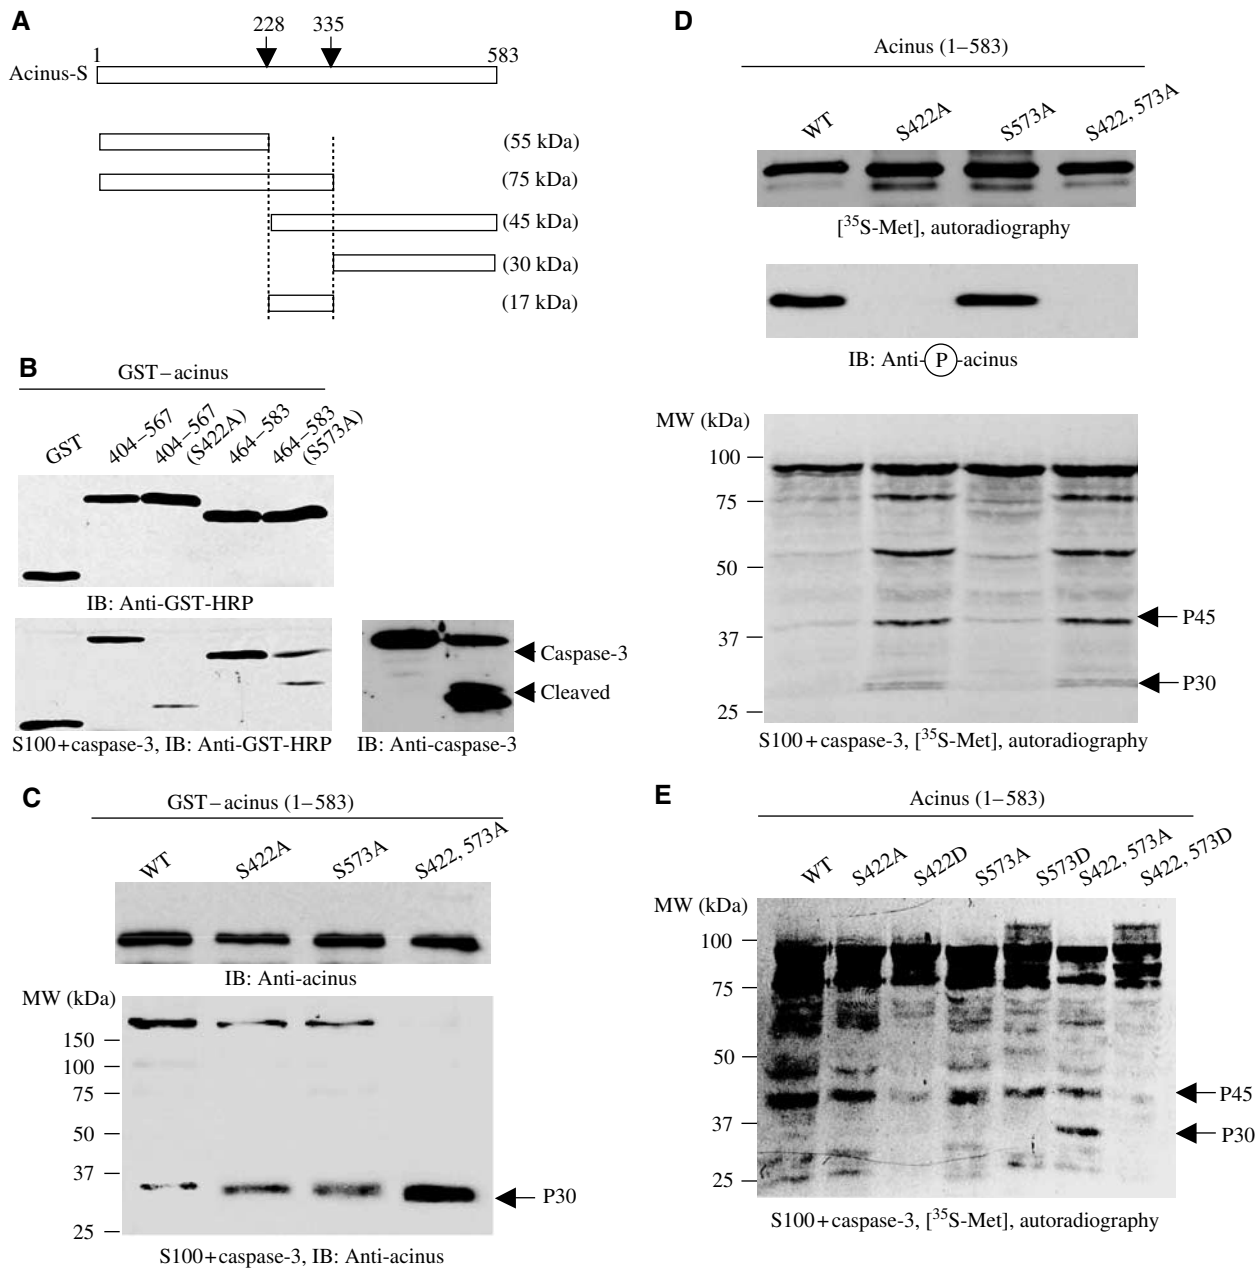 A
228 335
1 583
Acinus-S
(55 kDa)
(75 kDa)
(45 kDa)
(30 kDa)
(17 kDa)
B
GST–acinus
GST
404–567
404–567
(S422A)
464–583
464–583
(S573A)
IB: Anti-GST-HRP
S100+caspase-3, IB: Anti-GST-HRP
Caspase-3
Cleaved
IB: Anti-caspase-3
C
GST–acinus (1–583)
WT S422A S573A S422, 573A
IB: Anti-acinus
MW (kDa)
150
100
75
50
37
25
P30
S100+caspase-3, IB: Anti-acinus
D
Acinus (1–583)
WT S422A S573A S422, 573A
[³⁵S-Met], autoradiography
IB: Anti-P-acinus
MW (kDa)
100
75
50
37
25
P45
P30
S100+caspase-3, [³⁵S-Met], autoradiography
E
Acinus (1–583)
WT S422A S422D S573A S573D S422, 573A S422, 573D
MW (kDa)
100
75
50
37
25
P45
P30
S100+caspase-3, [³⁵S-Met], autoradiography